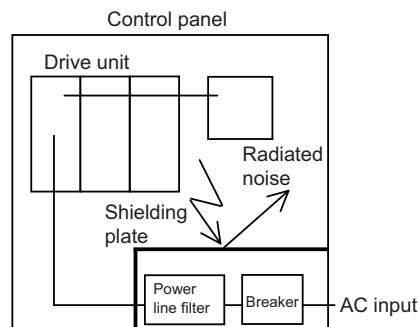 Control panel
Drive unit
Radiated
noise
Shielding
plate
Power
line filter
Breaker
AC input